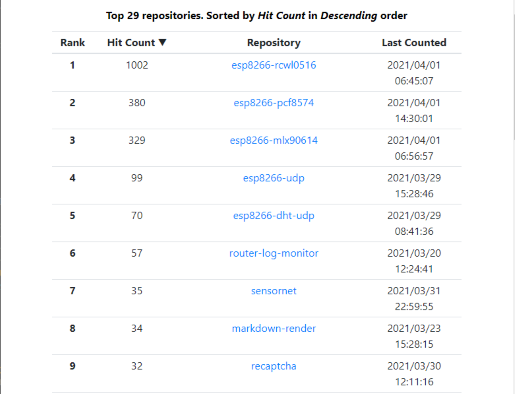 Top 29 repositories. Sorted by Hit Count in Descending order
Rank Hit Count ▼ Repository Last Counted
1 1002 esp8266-rcwl0516 2021/04/01
06:45:07
2 380 esp8266-pcf8574 2021/04/01
14:30:01
3 329 esp8266-mlx90614 2021/04/01
06:56:57
4 99 esp8266-udp 2021/03/29
15:28:46
5 70 esp8266-dht-udp 2021/03/29
08:41:36
6 57 router-log-monitor 2021/03/20
12:24:41
7 35 sensornet 2021/03/31
22:59:55
8 34 markdown-render 2021/03/23
15:28:15
9 32 recaptcha 2021/03/30
12:11:16